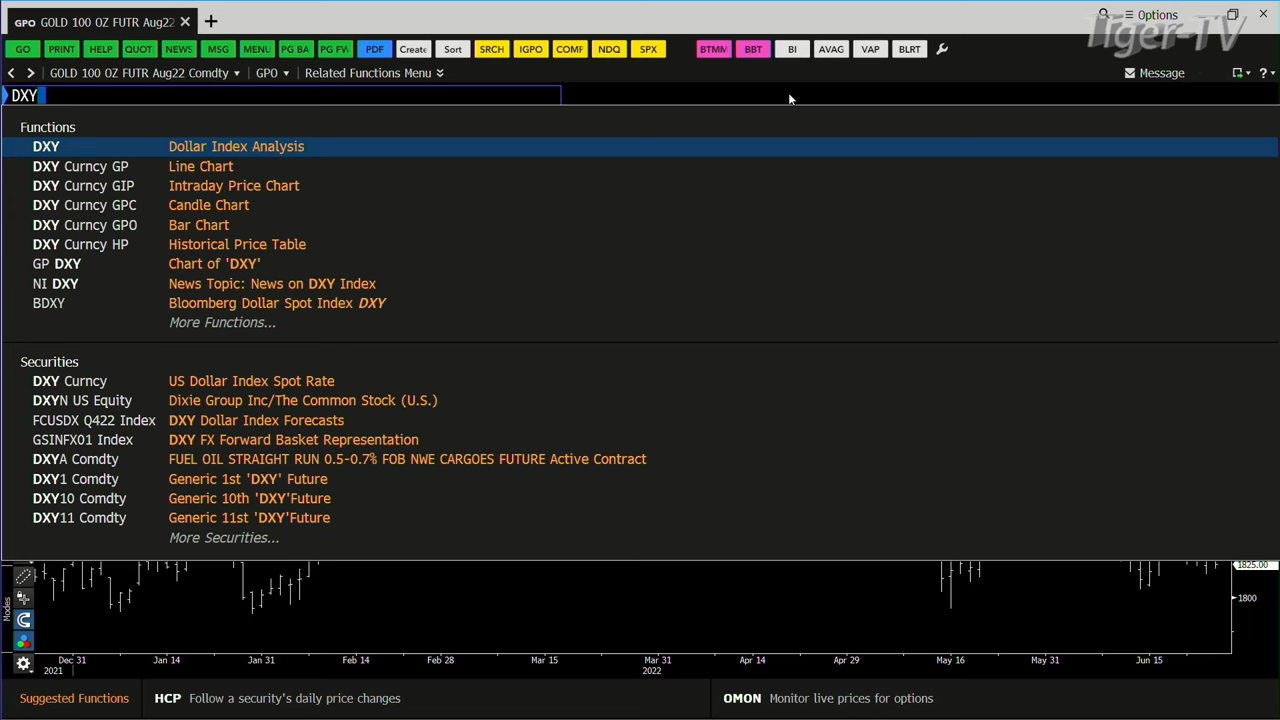 GPO GOLD 100 OZ FUTR Aug22
Options
Tiger-TV
GO PRINT HELP QUOT NEWS MSG MENU PG BA PG FW PDF Create Sort SRCH IGPO COMF NDQ SPX BTMM BBT BI AVAG VAP BLRT
GOLD 100 OZ FUTR Aug22 Comdty GPO Related Functions Menu Message ?
DXY
Functions
DXY Dollar Index Analysis
DXY Curncy GP Line Chart
DXY Curncy GIP Intraday Price Chart
DXY Curncy GPC Candle Chart
DXY Curncy GPO Bar Chart
DXY Curncy HP Historical Price Table
GP DXY Chart of 'DXY'
NI DXY News Topic: News on DXY Index
BDXY Bloomberg Dollar Spot Index DXY
More Functions...
Securities
DXY Curncy US Dollar Index Spot Rate
DXYN US Equity Dixie Group Inc/The Common Stock (U.S.)
FCUSDX Q422 Index DXY Dollar Index Forecasts
GSINFX01 Index DXY FX Forward Basket Representation
DXYA Comdty FUEL OIL STRAIGHT RUN 0.5-0.7% FOB NWE CARGOES FUTURE Active Contract
DXY1 Comdty Generic 1st 'DXY' Future
DXY10 Comdty Generic 10th 'DXY'Future
DXY11 Comdty Generic 11st 'DXY'Future
More Securities...
1825.00
1800
Modes
Dec 31 Jan 14 Jan 31 Feb 14 Feb 28 Mar 15 Mar 31 Apr 14 Apr 29 May 16 May 31 Jun 15
2021 2022
Suggested Functions HCP Follow a security's daily price changes OMON Monitor live prices for options